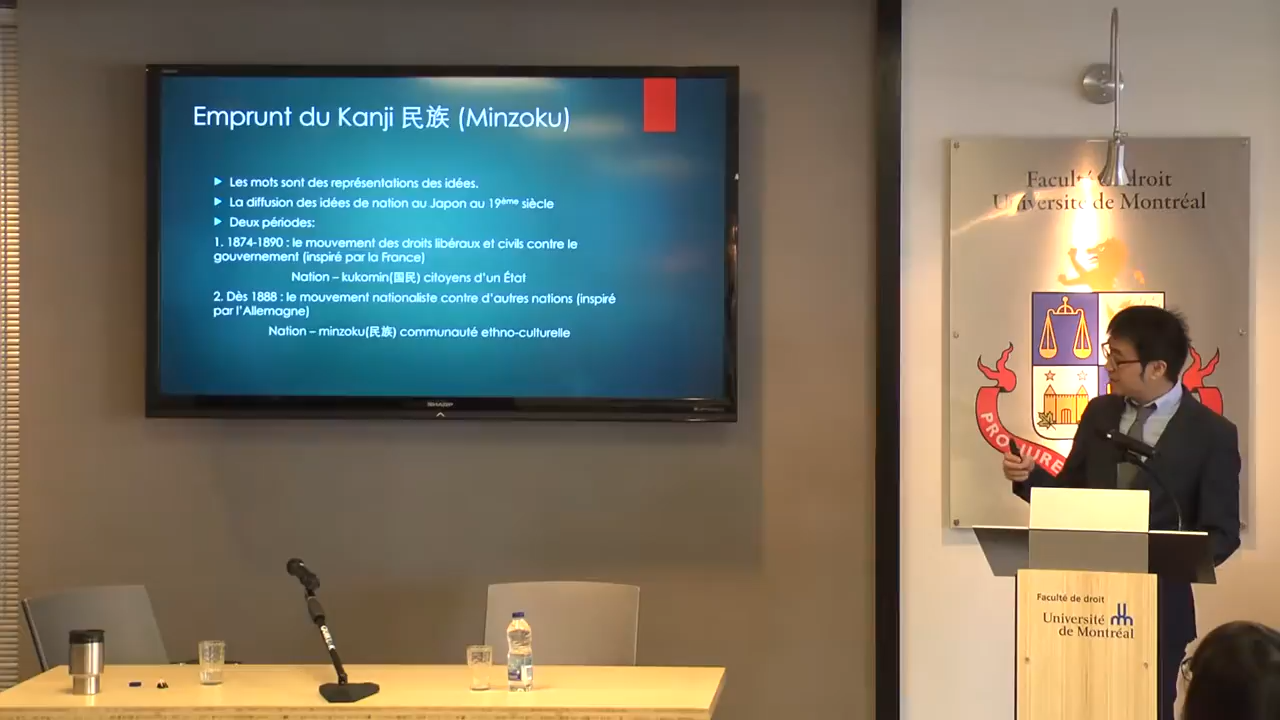 Emprunt du Kanji 民族 (Minzoku)
Les mots sont des représentations des idées.
La diffusion des idées de nation au Japon au 19ème siècle
Deux périodes:
1. 1874-1890 : le mouvement des droits libéraux et civils contre le
gouvernement (inspiré par la France)
Nation – kukomin(国民) citoyens d'un État
2. Dès 1888 : le mouvement nationaliste contre d'autres nations (inspiré
par l'Allemagne)
Nation – minzoku(民族) communauté ethno-culturelle
SHARP
Faculté de droit
Université de Montréal
Faculté de droit
Université
de Montréal